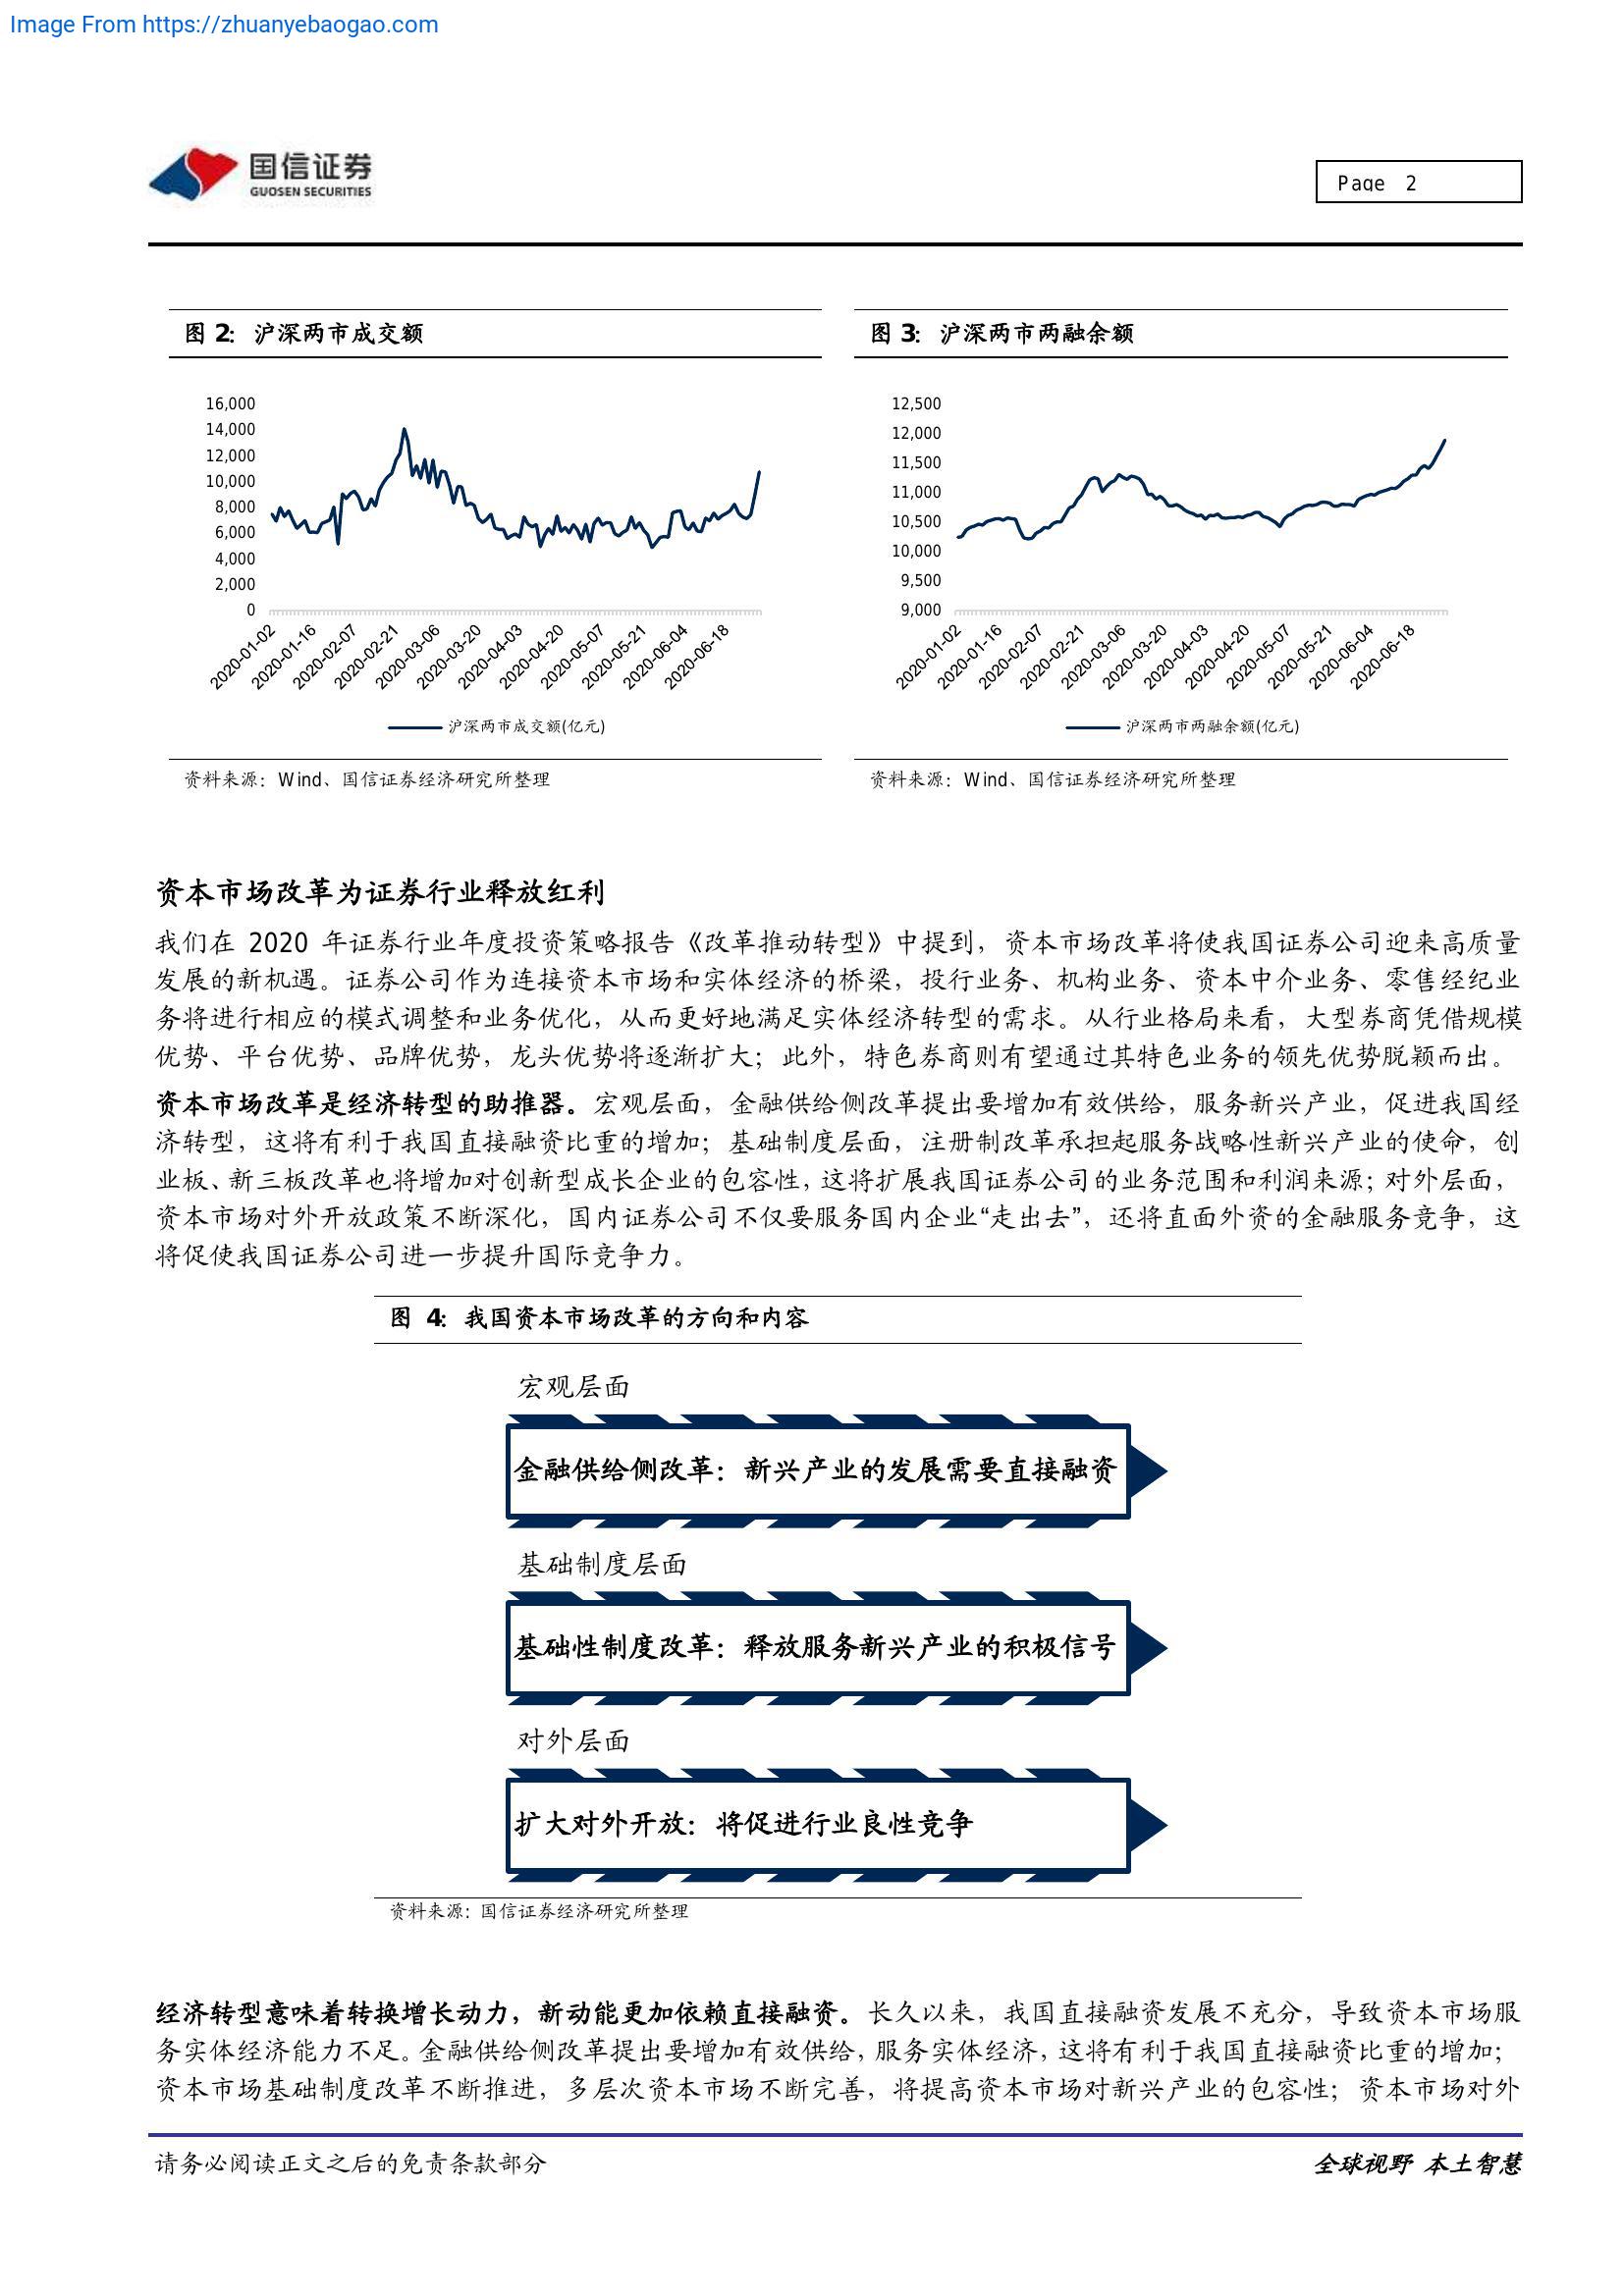 Image From https://zhuanyebaogao.com
国信证券
GUOSEN SECURITIES
Page 2
图 2: 沪深两市成交额
16,000
14,000
12,000
10,000
8,000
6,000
4,000
2,000
0
2020-01-02
2020-01-16
2020-02-07
2020-02-21
2020-03-06
2020-03-20
2020-04-03
2020-04-20
2020-05-07
2020-05-21
2020-06-04
2020-06-18
沪深两市成交额(亿元)
资料来源：Wind、国信证券经济研究所整理
图 3: 沪深两市两融余额
12,500
12,000
11,500
11,000
10,500
10,000
9,500
9,000
2020-01-02
2020-01-16
2020-02-07
2020-02-21
2020-03-06
2020-03-20
2020-04-03
2020-04-20
2020-05-07
2020-05-21
2020-06-04
2020-06-18
沪深两市两融余额(亿元)
资料来源：Wind、国信证券经济研究所整理
资本市场改革为证券行业释放红利
我们在 2020 年证券行业年度投资策略报告《改革推动转型》中提到，资本市场改革将使我国证券公司迎来高质量
发展的新机遇。证券公司作为连接资本市场和实体经济的桥梁，投行业务、机构业务、资本中介业务、零售经纪业
务将进行相应的模式调整和业务优化，从而更好地满足实体经济转型的需求。从行业格局来看，大型券商凭借规模
优势、平台优势、品牌优势，龙头优势将逐渐扩大；此外，特色券商则有望通过其特色业务的领先优势脱颖而出。
资本市场改革是经济转型的助推器。宏观层面，金融供给侧改革提出要增加有效供给，服务新兴产业，促进我国经
济转型，这将有利于我国直接融资比重的增加；基础制度层面，注册制改革承担起服务战略性新兴产业的使命，创
业板、新三板改革也将增加对创新型成长企业的包容性，这将扩展我国证券公司的业务范围和利润来源；对外层面，
资本市场对外开放政策不断深化，国内证券公司不仅要服务国内企业“走出去”，还将直面外资的金融服务竞争，这
将促使我国证券公司进一步提升国际竞争力。
图 4: 我国资本市场改革的方向和内容
宏观层面
金融供给侧改革：新兴产业的发展需要直接融资
基础制度层面
基础性制度改革：释放服务新兴产业的积极信号
对外层面
扩大对外开放：将促进行业良性竞争
资料来源：国信证券经济研究所整理
经济转型意味着转换增长动力，新动能更加依赖直接融资。长久以来，我国直接融资发展不充分，导致资本市场服
务实体经济能力不足。金融供给侧改革提出要增加有效供给，服务实体经济，这将有利于我国直接融资比重的增加；
资本市场基础制度改革不断推进，多层次资本市场不断完善，将提高资本市场对新兴产业的包容性；资本市场对外
请务必阅读正文之后的免责条款部分
全球视野 本土智慧